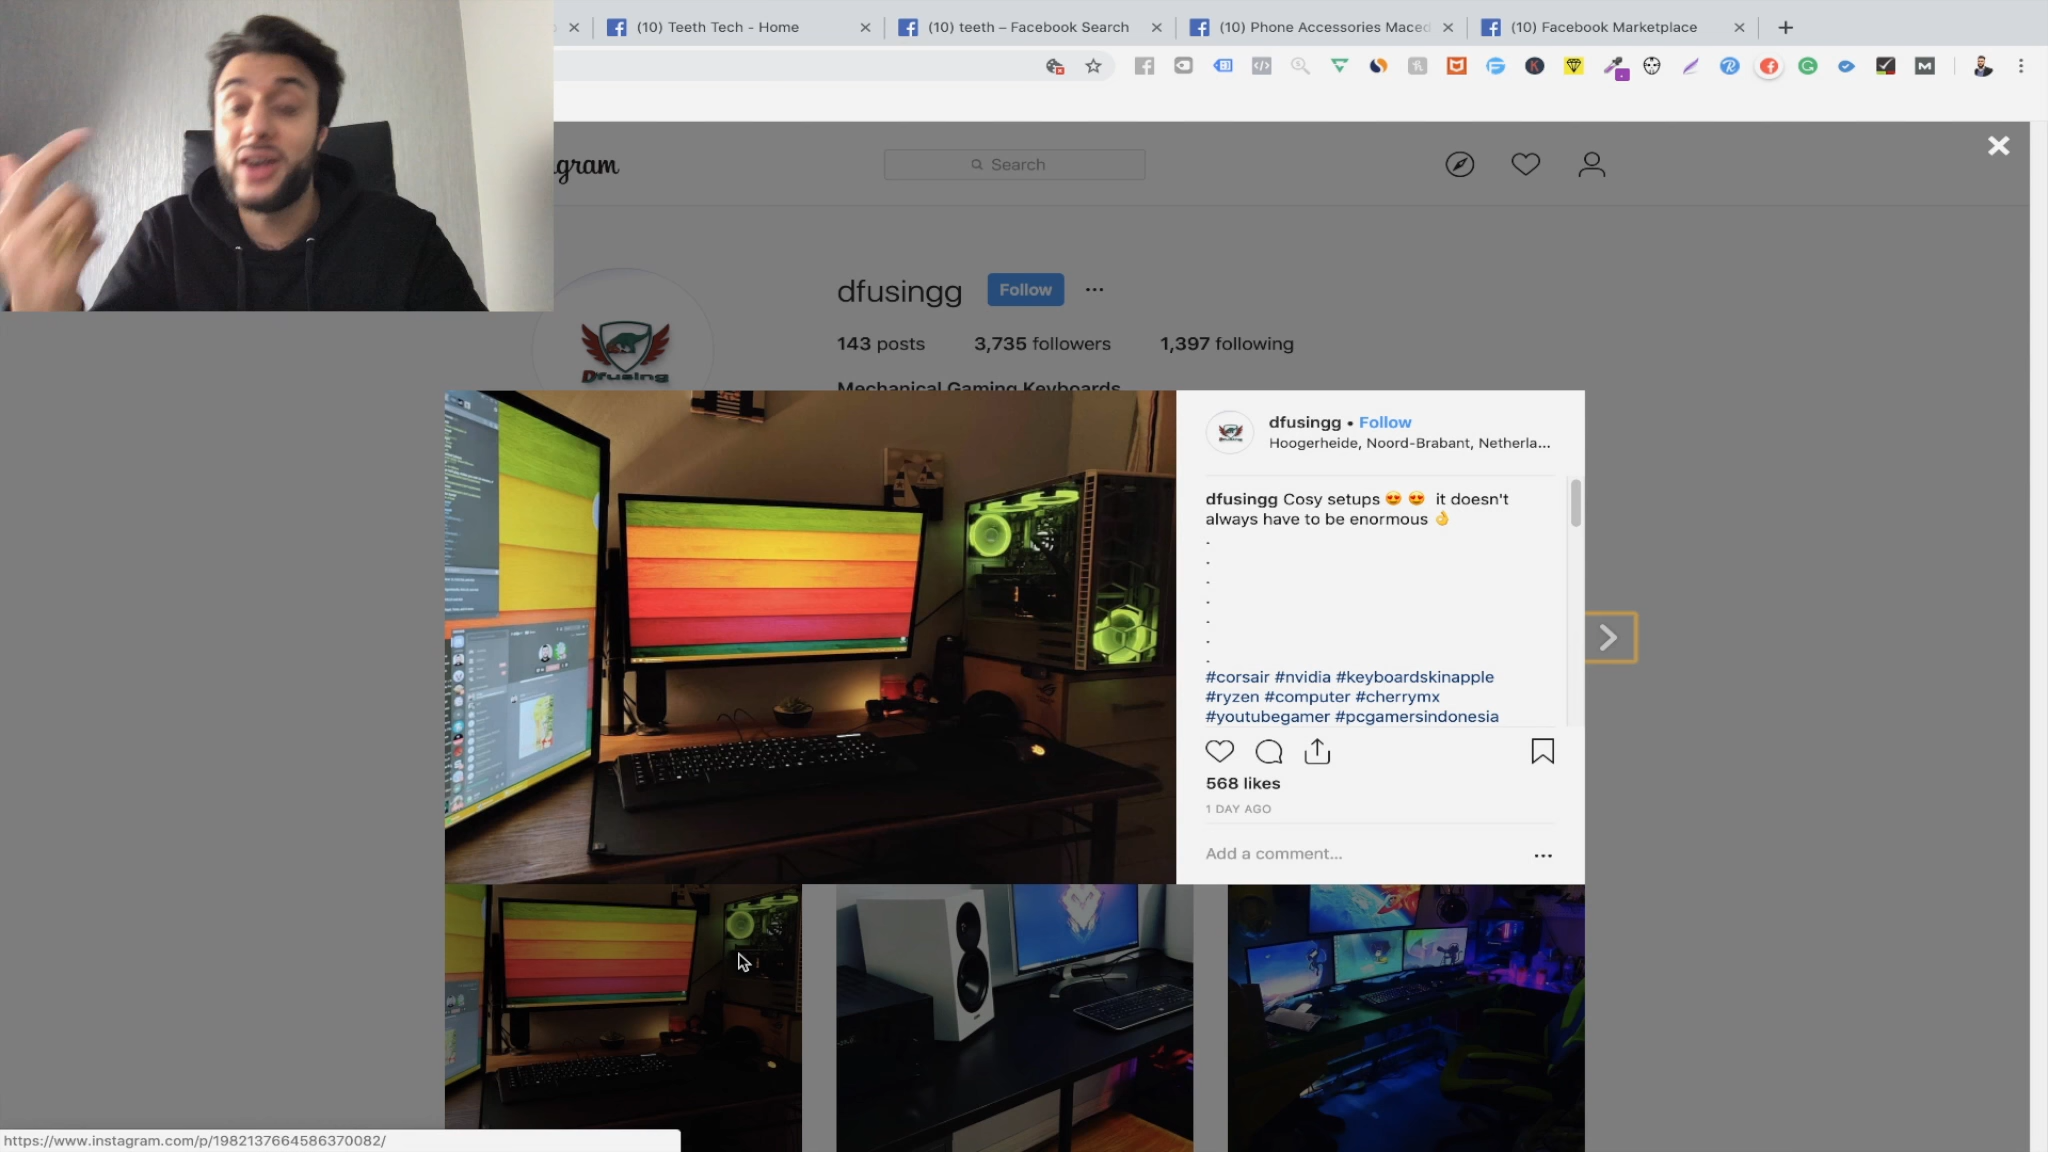 (10) Teeth Tech - Home
(10) teeth – Facebook Search
(10) Phone Accessories Maced
(10) Facebook Marketplace
gram
Search
dfusingg
Follow
143 posts
3,735 followers
1,397 following
Dfusing
Mechanical Gaming Keyboards
dfusingg • Follow
Hoogerheide, Noord-Brabant, Netherla...
dfusingg Cosy setups 😍 😍 it doesn't
always have to be enormous 👌
.
.
.
.
.
.
.
#corsair #nvidia #keyboardskinapple
#ryzen #computer #cherrymx
#youtubegamer #pcgamersindonesia
568 likes
1 DAY AGO
Add a comment...
https://www.instagram.com/p/1982137664586370082/